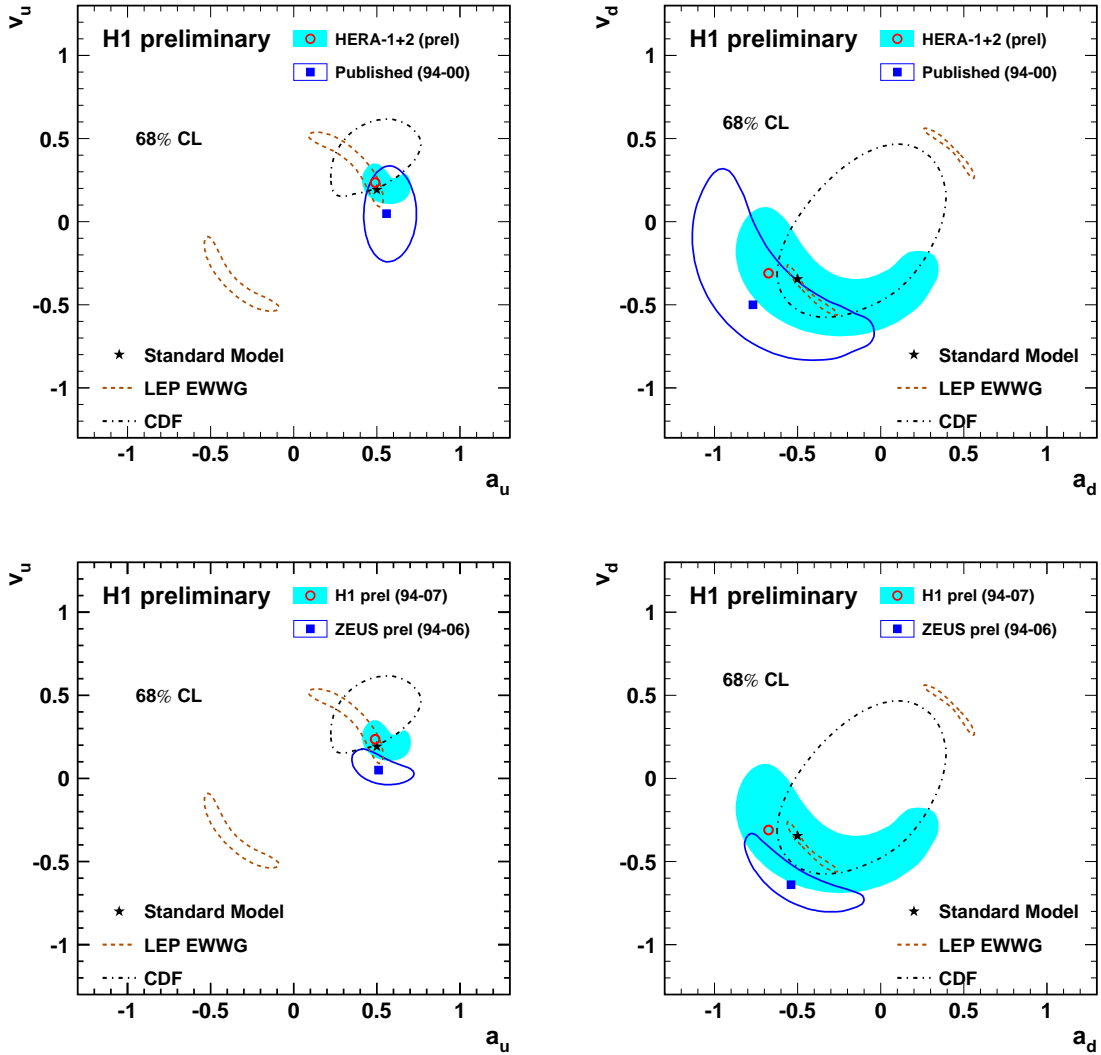 v_u
H1 preliminary
HERA-1+2 (prel)
Published (94-00)
68% CL
Standard Model
LEP EWWG
CDF
1
0.5
0
-0.5
-1
-1 -0.5 0 0.5 1
a_u
v_d
H1 preliminary
HERA-1+2 (prel)
Published (94-00)
68% CL
Standard Model
LEP EWWG
CDF
1
0.5
0
-0.5
-1
-1 -0.5 0 0.5 1
a_d
v_u
H1 preliminary
H1 prel (94-07)
ZEUS prel (94-06)
68% CL
Standard Model
LEP EWWG
CDF
1
0.5
0
-0.5
-1
-1 -0.5 0 0.5 1
a_u
v_d
H1 preliminary
H1 prel (94-07)
ZEUS prel (94-06)
68% CL
Standard Model
LEP EWWG
CDF
1
0.5
0
-0.5
-1
-1 -0.5 0 0.5 1
a_d